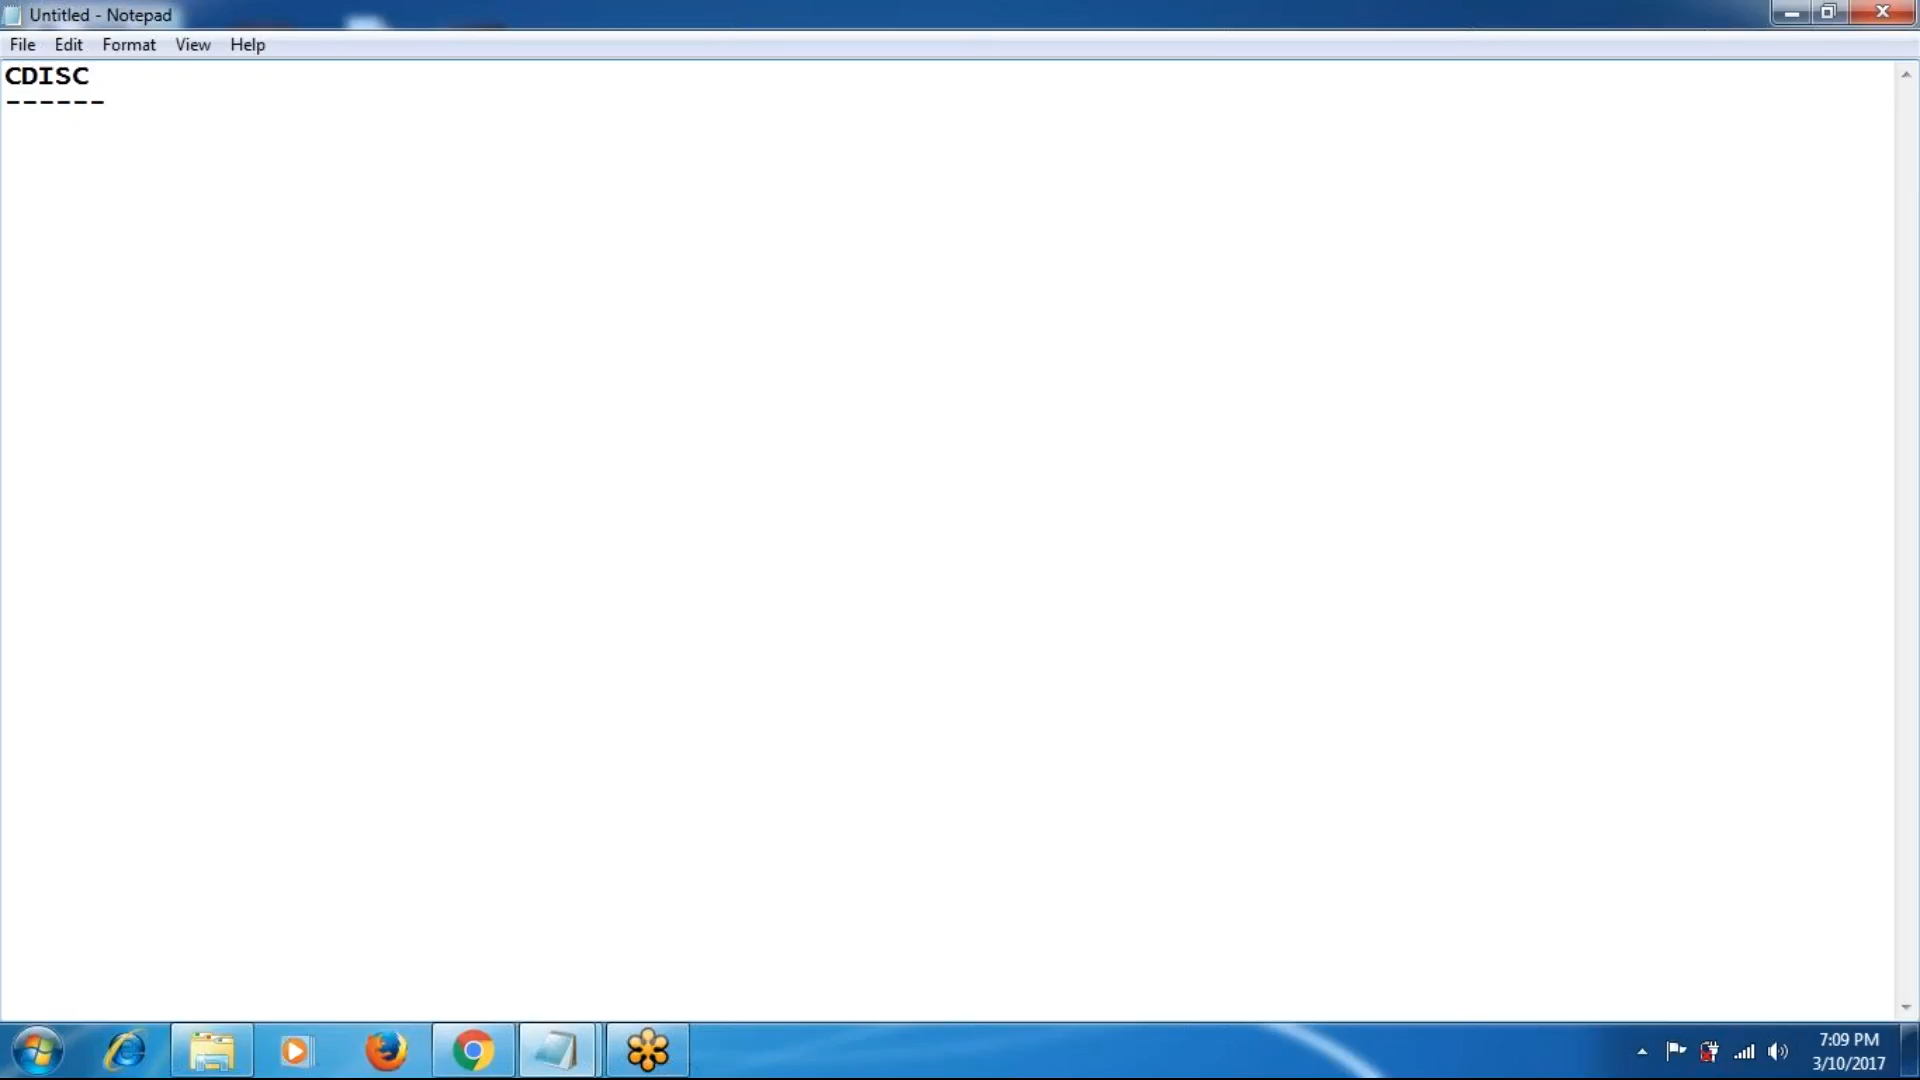 Untitled - Notepad
File Edit Format View Help
CDISC
------
7:09 PM
3/10/2017